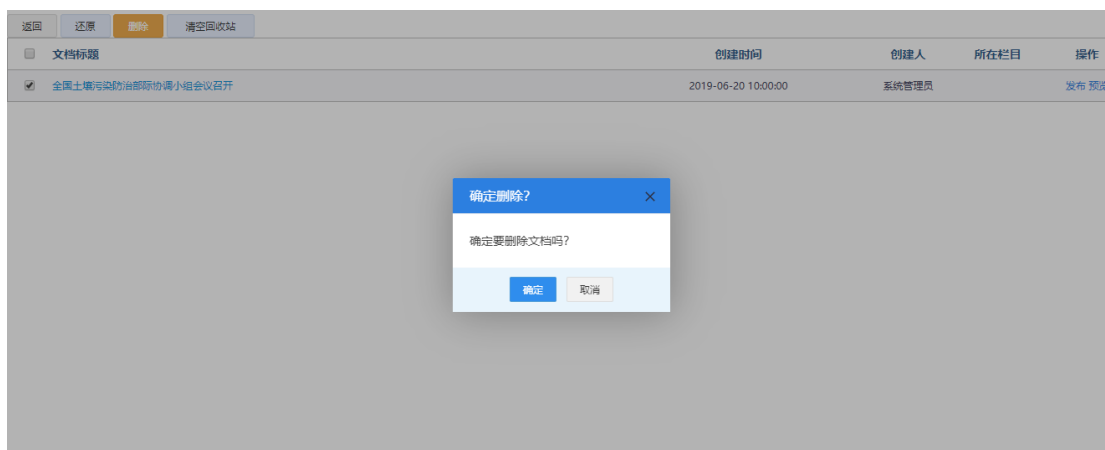 返回 还原 删除 清空回收站
文档标题 创建时间 创建人 所在栏目 操作
全国土壤污染防治部际协调小组会议召开 2019-06-20 10:00:00 系统管理员 发布 预览
确定删除？
确定要删除文档吗？
确定 取消